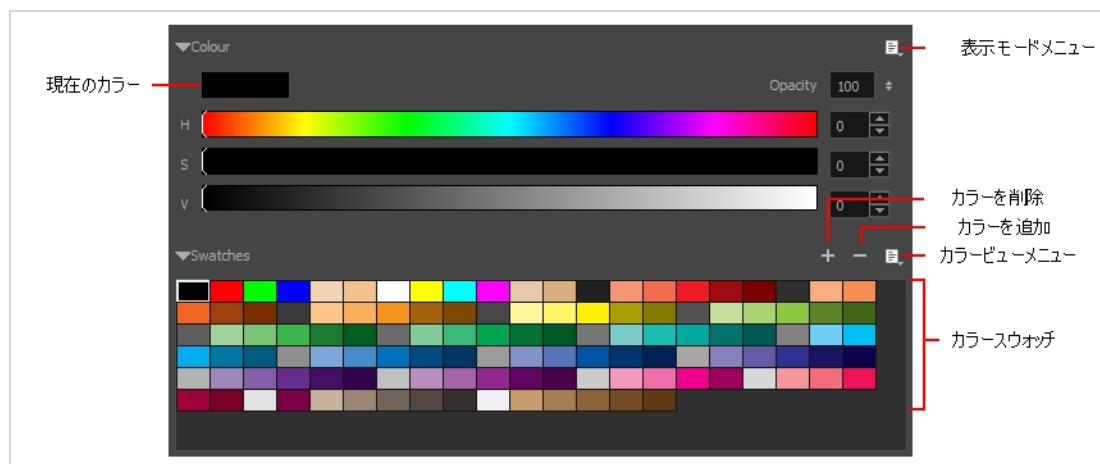 Colour
表示モードメニュー
現在のカラー
Opacity 100
H 0
S 0
V 0
カラーを削除
カラーを追加
Swatches + −
カラービューメニュー
カラースウォッチ